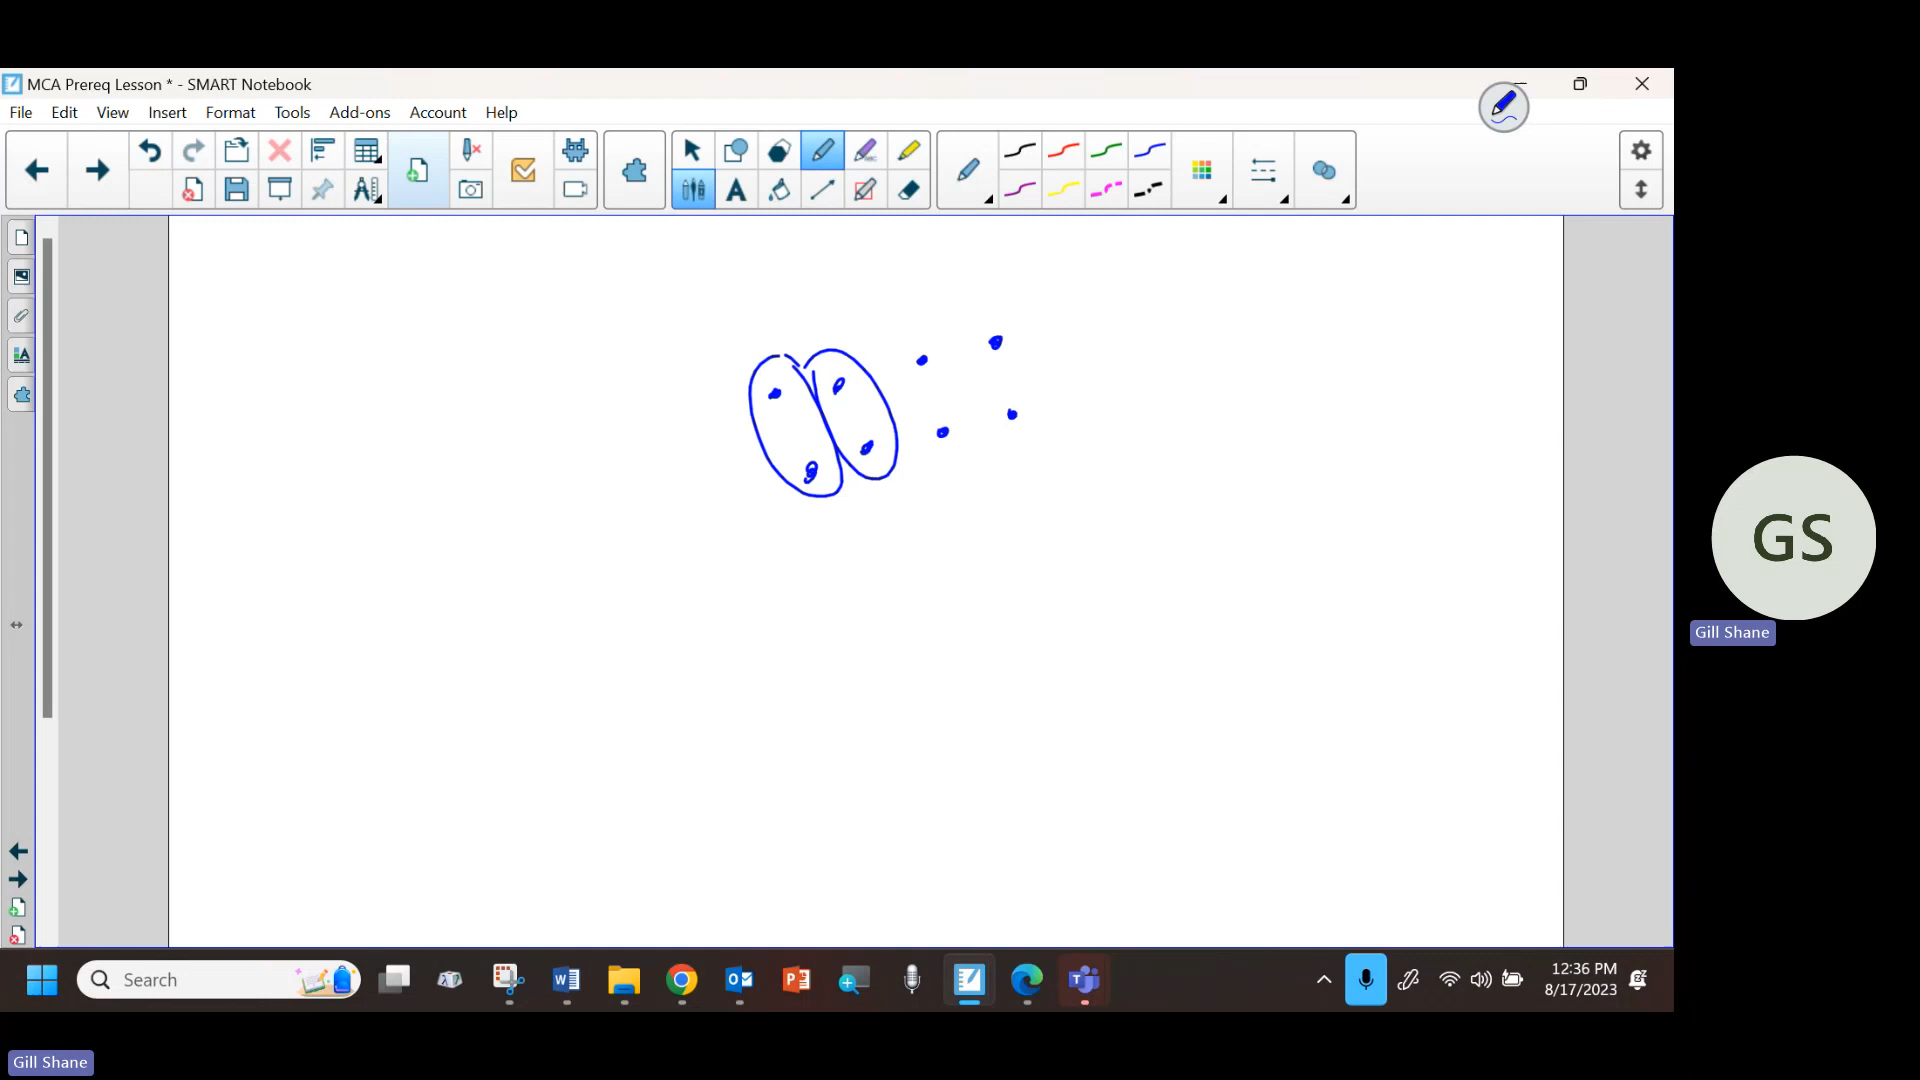 MCA Prereq Lesson * - SMART Notebook
File Edit View Insert Format Tools Add-ons Account Help
GS
Gill Shane
Search
12:36 PM
8/17/2023
Gill Shane